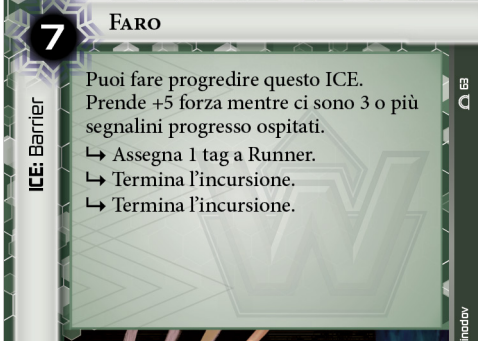 7
FARO
Puoi fare progredire questo ICE.
Prende +5 forza mentre ci sono 3 o più
segnalini progresso ospitati.
↳ Assegna 1 tag a Runner.
↳ Termina l'incursione.
↳ Termina l'incursione.
ICE: Barrier
63